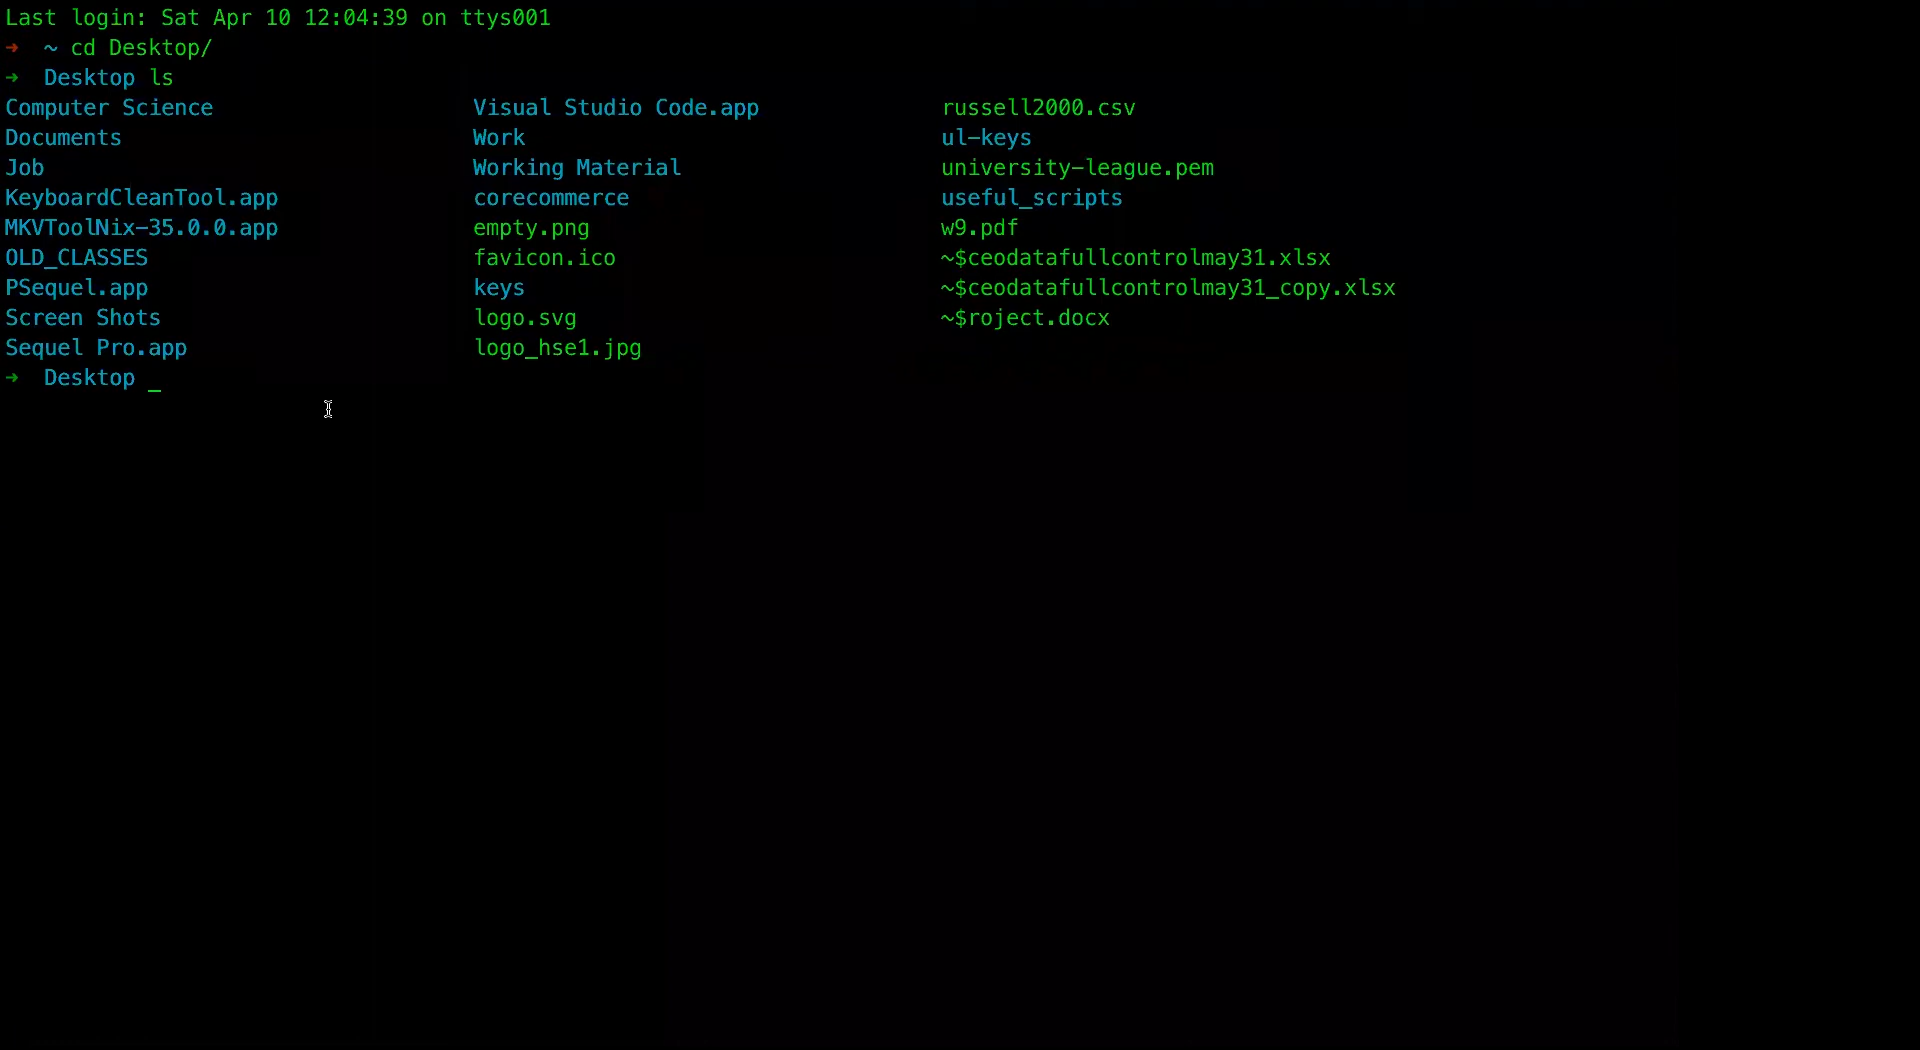 Last login: Sat Apr 10 12:04:39 on ttys001
➜  ~ cd Desktop/
➜  Desktop ls
Computer Science                    Visual Studio Code.app              russell2000.csv
Documents                           Work                                ul-keys
Job                                 Working Material                    university-league.pem
KeyboardCleanTool.app               corecommerce                        useful_scripts
MKVToolNix-35.0.0.app               empty.png                           w9.pdf
OLD_CLASSES                         favicon.ico                         ~$ceodatafullcontrolmay31.xlsx
PSequel.app                         keys                                ~$ceodatafullcontrolmay31_copy.xlsx
Screen Shots                        logo.svg                            ~$roject.docx
Sequel Pro.app                      logo_hse1.jpg
➜  Desktop _